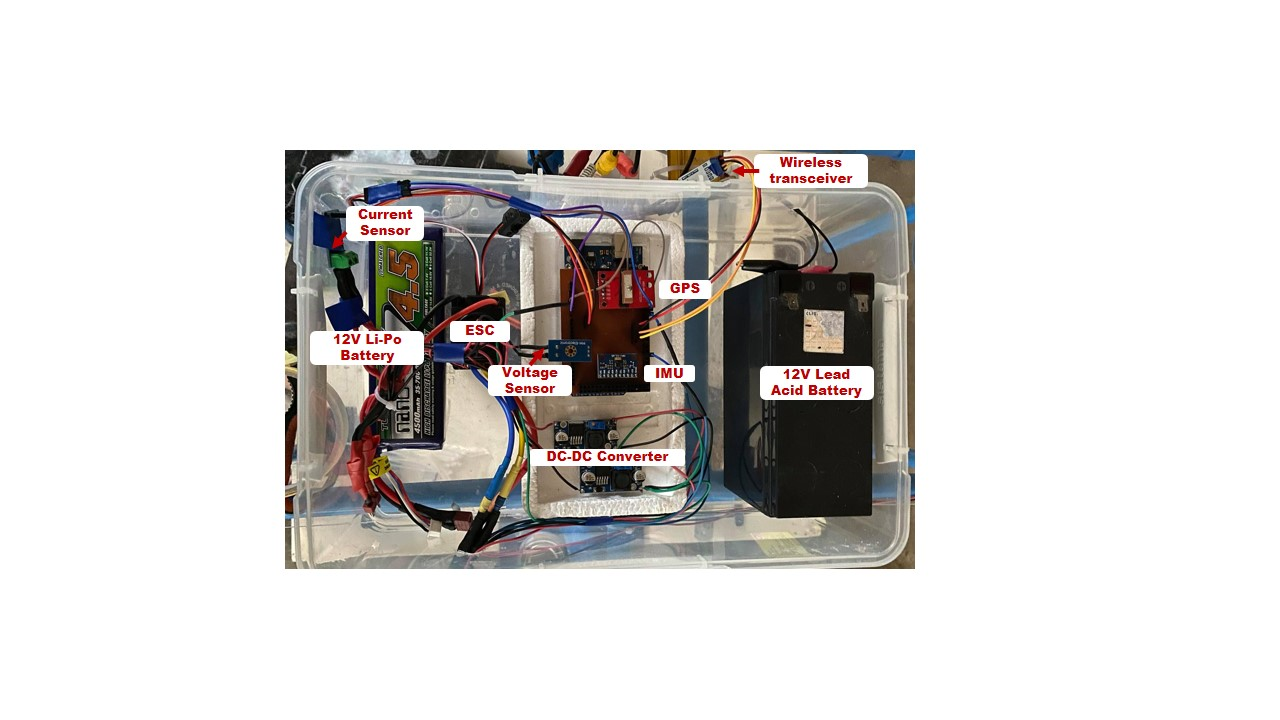 Wireless
transceiver
Current
Sensor
GPS
ESC
12V Li-Po
Battery
Voltage
Sensor
IMU
12V Lead
Acid Battery
DC-DC Converter
4.5
4500mAh